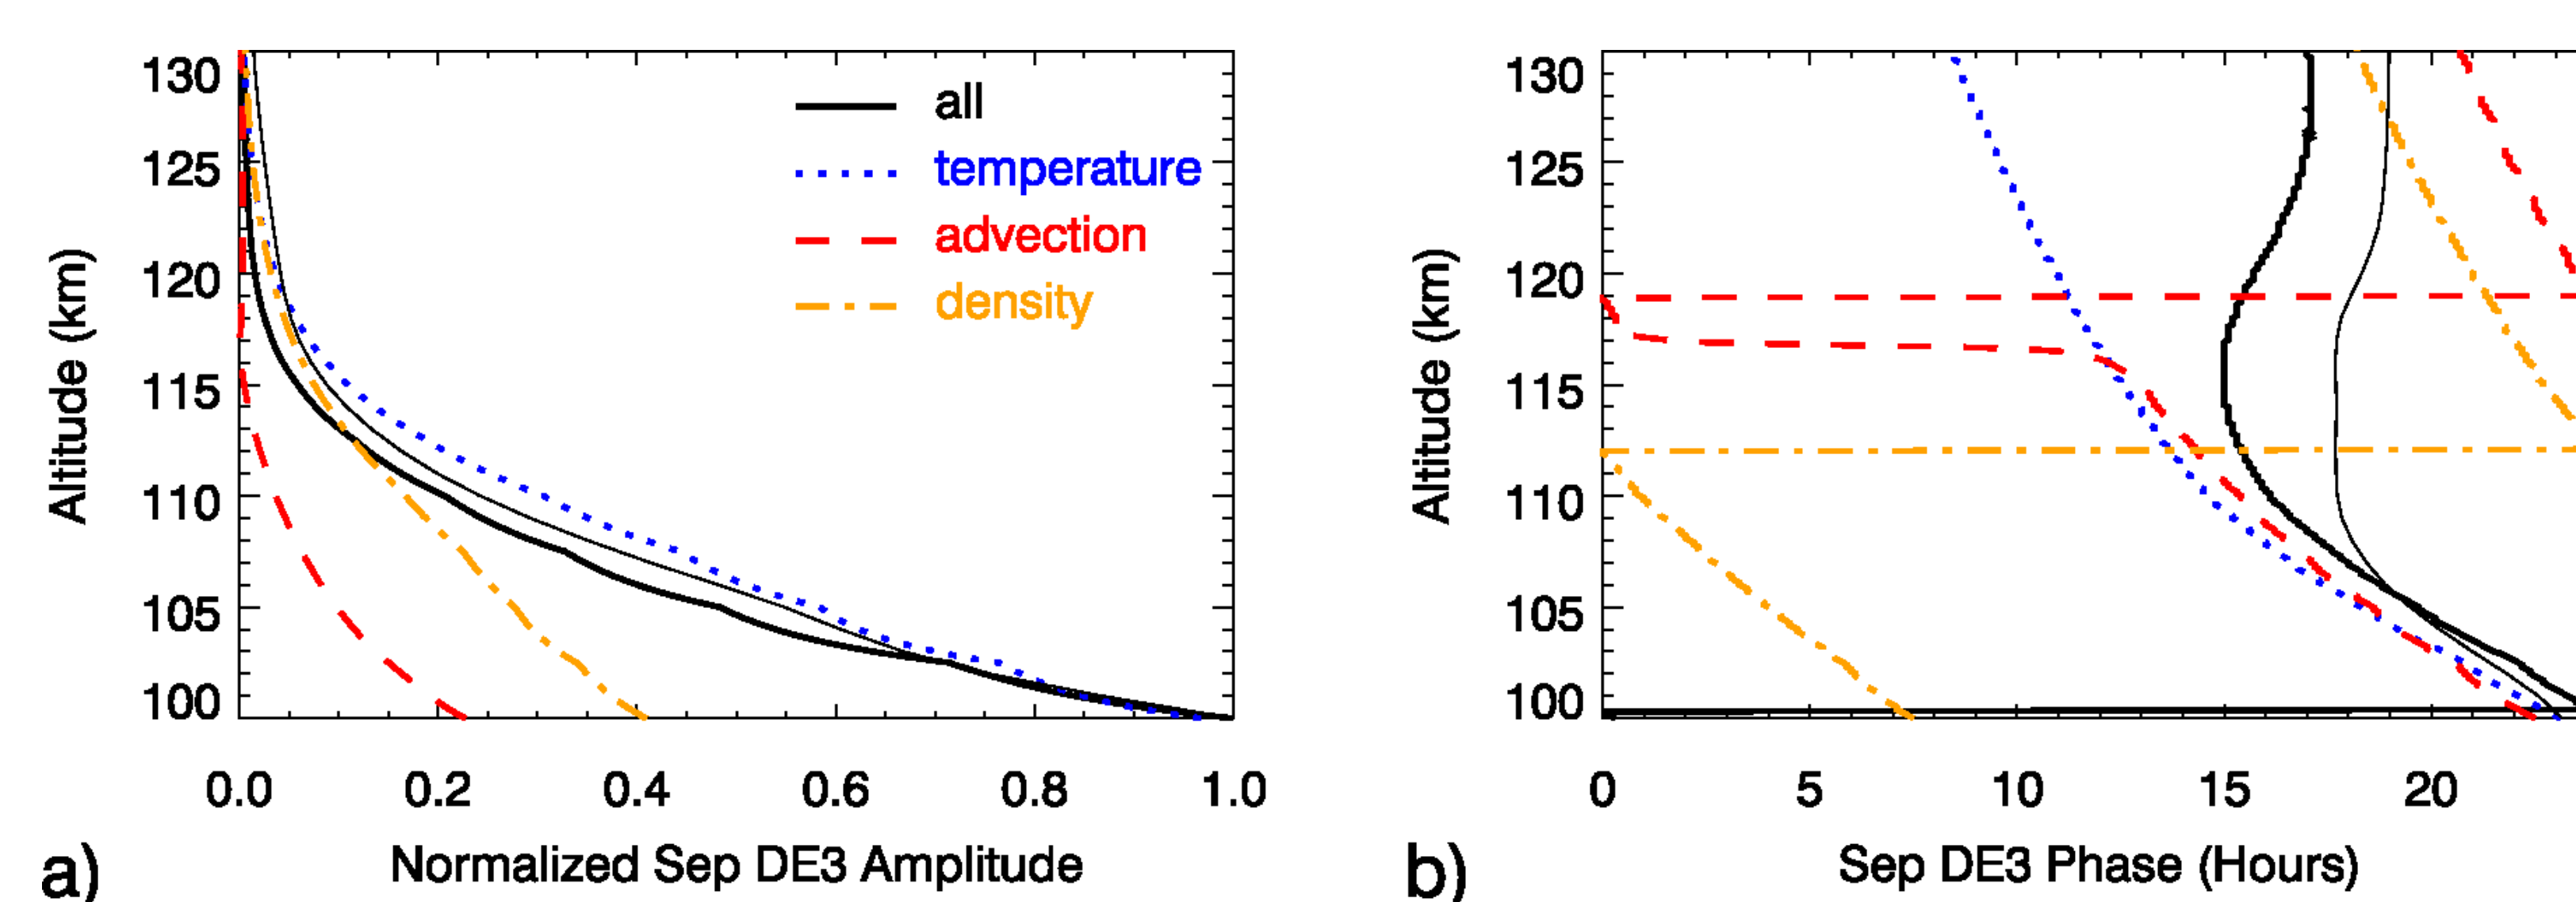 130
125
120
115
110
105
100
Altitude (km)
all
temperature
advection
density
0.0 0.2 0.4 0.6 0.8 1.0
Normalized Sep DE3 Amplitude
a)
130
125
120
115
110
105
100
Altitude (km)
0 5 10 15 20
Sep DE3 Phase (Hours)
b)